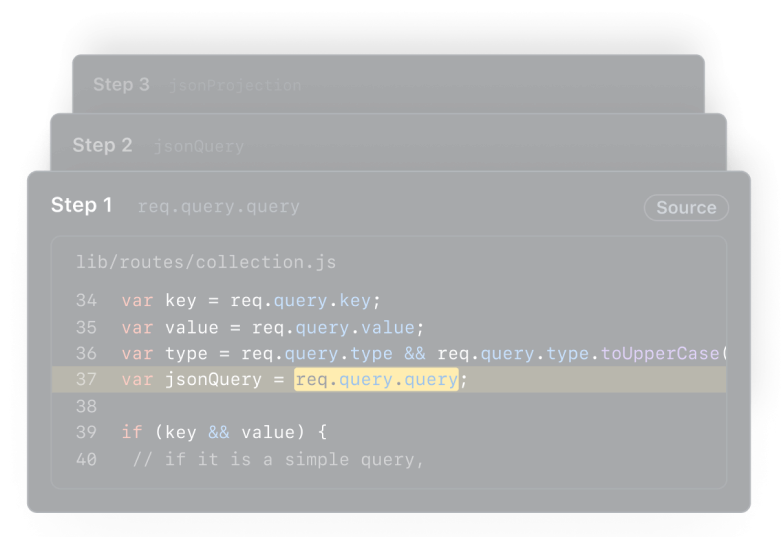 Step 3 jsonProjection
Step 2 jsonQuery
Step 1 req.query.query Source
lib/routes/collection.js
34 var key = req.query.key;
35 var value = req.query.value;
36 var type = req.query.type && req.query.type.toUpperCase(
37 var jsonQuery = req.query.query;
38
39 if (key && value) {
40 // if it is a simple query,